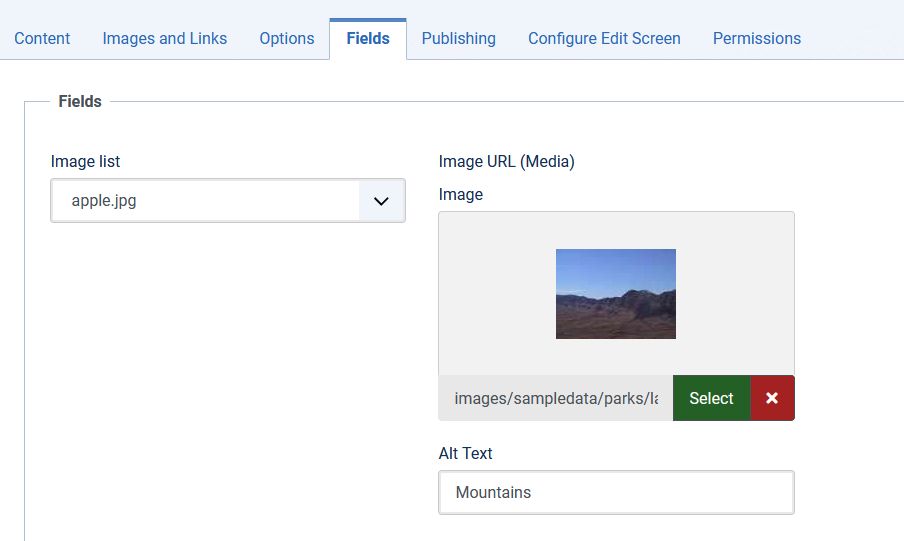 Content Images and Links Options Fields Publishing Configure Edit Screen Permissions
Fields
Image list
apple.jpg
Image URL (Media)
Image
images/sampledata/parks/ Select
Alt Text
Mountains